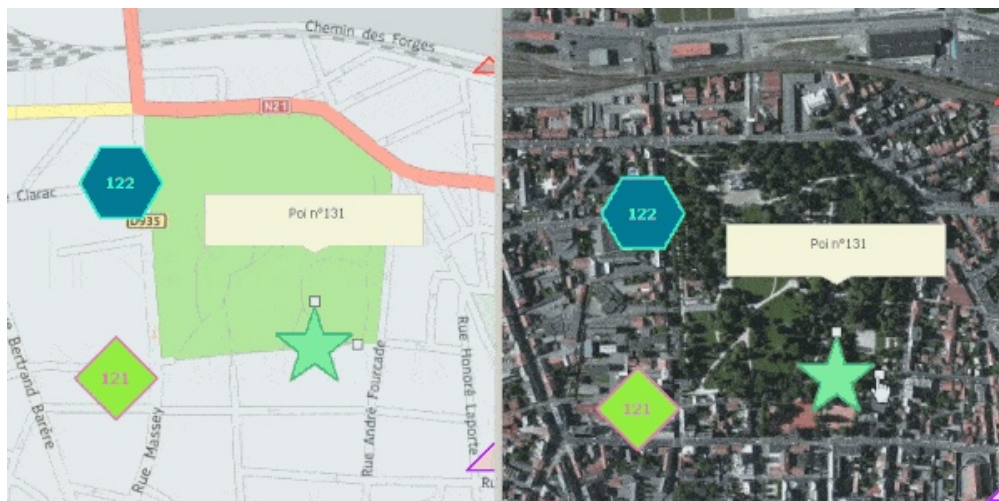 Chemin des Forges
N21
122
Clarac
D935
Poi n°131
121
Bertrand Barère
Rue Massey
Rue André Fourcade
Rue Honoré Laporte
Ru
122
Poi n°131
121